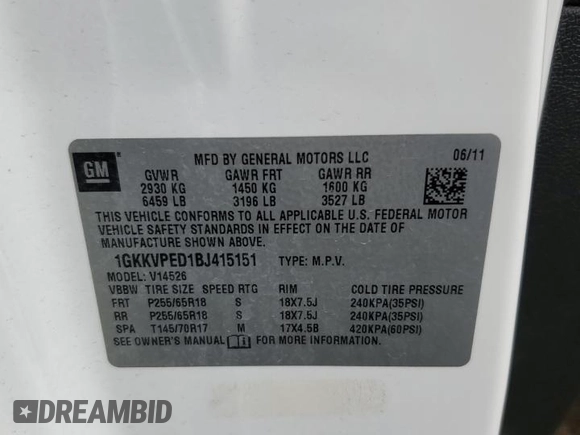 GM
MFD BY GENERAL MOTORS LLC 06/11
GVWR GAWR FRT GAWR RR
2930 KG 1450 KG 1600 KG
6459 LB 3196 LB 3527 LB
THIS VEHICLE CONFORMS TO ALL APPLICABLE U.S. FEDERAL MOTOR
VEHICLE SAFETY STANDARDS IN EFFECT ON THE DATE OF
MANUFACTURE SHOWN ABOVE.
1GKKVPED1BJ415151 TYPE: M.P.V.
MODEL: V14526
VBBW TIRE SIZE SPEED RTG RIM COLD TIRE PRESSURE
FRT P255/65R18 S 18X7.5J 240KPA(35PSI)
RR P255/65R18 S 18X7.5J 240KPA(35PSI)
SPA T145/70R17 M 17X4.5B 420KPA(60PSI)
SEE OWNER'S MANUAL FOR MORE INFORMATION.
DREAMBID